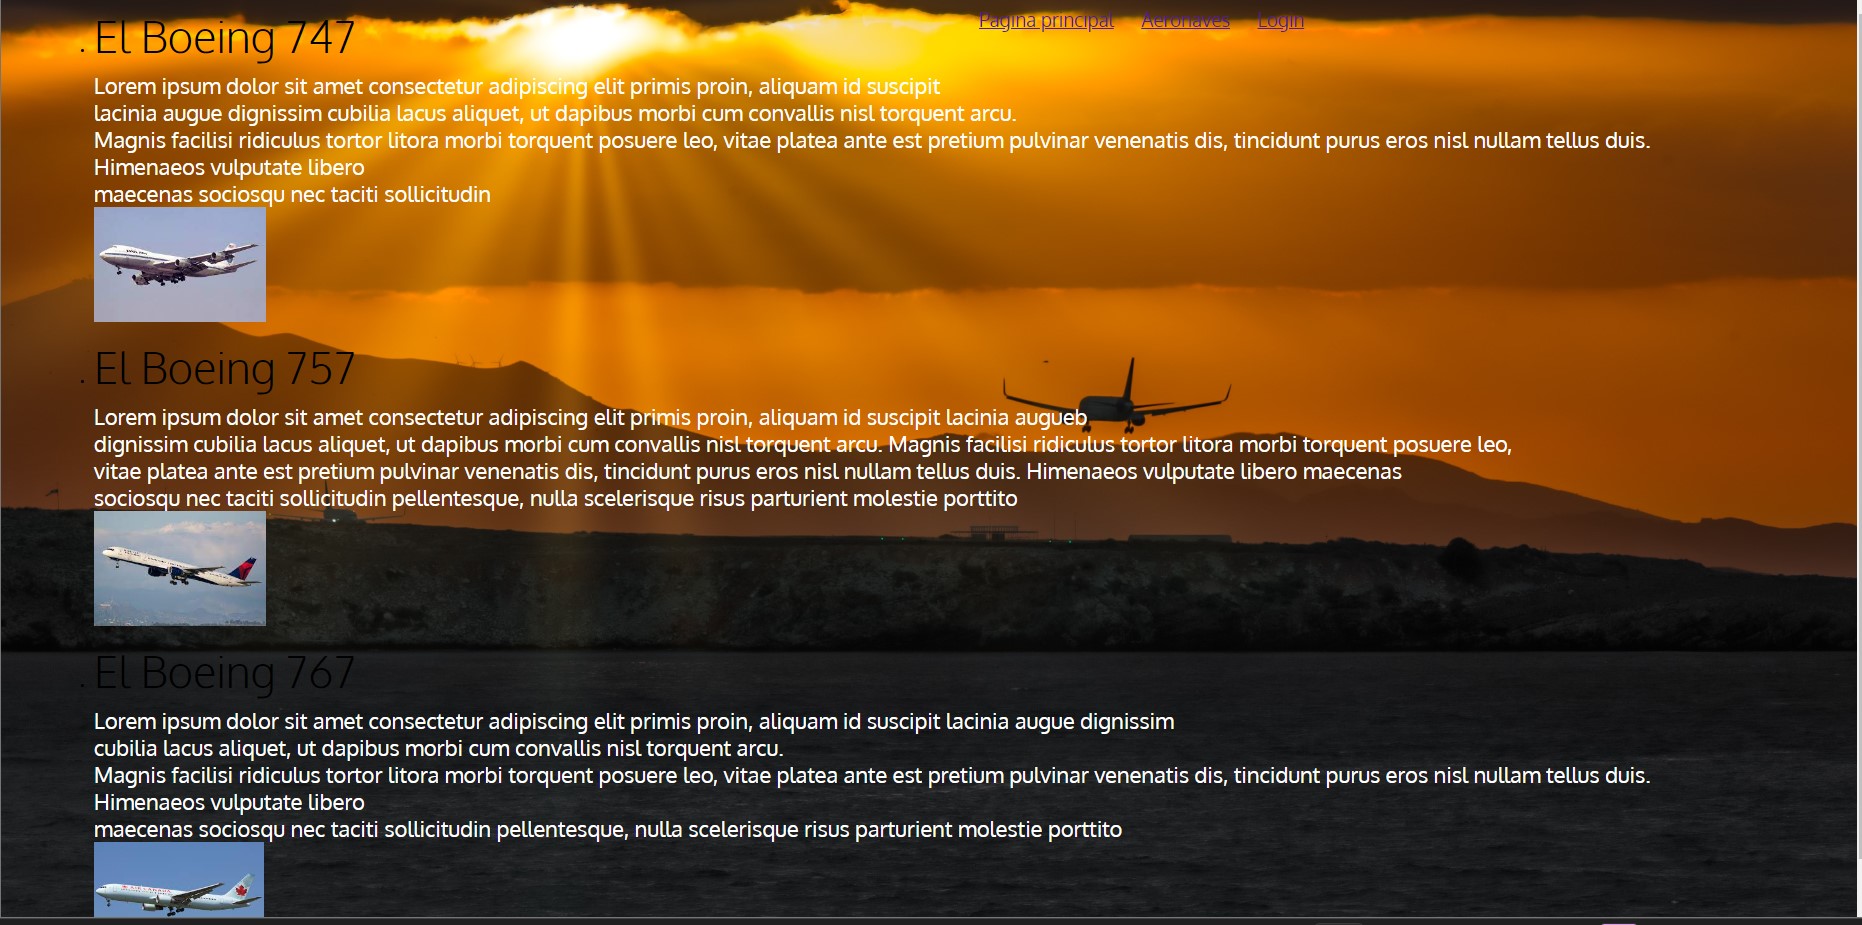 Pagina principal Aeronaves Login
El Boeing 747
Lorem ipsum dolor sit amet consectetur adipiscing elit primis proin, aliquam id suscipit
lacinia augue dignissim cubilia lacus aliquet, ut dapibus morbi cum convallis nisl torquent arcu.
Magnis facilisi ridiculus tortor litora morbi torquent posuere leo, vitae platea ante est pretium pulvinar venenatis dis, tincidunt purus eros nisl nullam tellus duis.
Himenaeos vulputate libero
maecenas sociosqu nec taciti sollicitudin
El Boeing 757
Lorem ipsum dolor sit amet consectetur adipiscing elit primis proin, aliquam id suscipit lacinia augueb
dignissim cubilia lacus aliquet, ut dapibus morbi cum convallis nisl torquent arcu. Magnis facilisi ridiculus tortor litora morbi torquent posuere leo,
vitae platea ante est pretium pulvinar venenatis dis, tincidunt purus eros nisl nullam tellus duis. Himenaeos vulputate libero maecenas
sociosqu nec taciti sollicitudin pellentesque, nulla scelerisque risus parturient molestie porttito
El Boeing 767
Lorem ipsum dolor sit amet consectetur adipiscing elit primis proin, aliquam id suscipit lacinia augue dignissim
cubilia lacus aliquet, ut dapibus morbi cum convallis nisl torquent arcu.
Magnis facilisi ridiculus tortor litora morbi torquent posuere leo, vitae platea ante est pretium pulvinar venenatis dis, tincidunt purus eros nisl nullam tellus duis.
Himenaeos vulputate libero
maecenas sociosqu nec taciti sollicitudin pellentesque, nulla scelerisque risus parturient molestie porttito
AIR CANADA